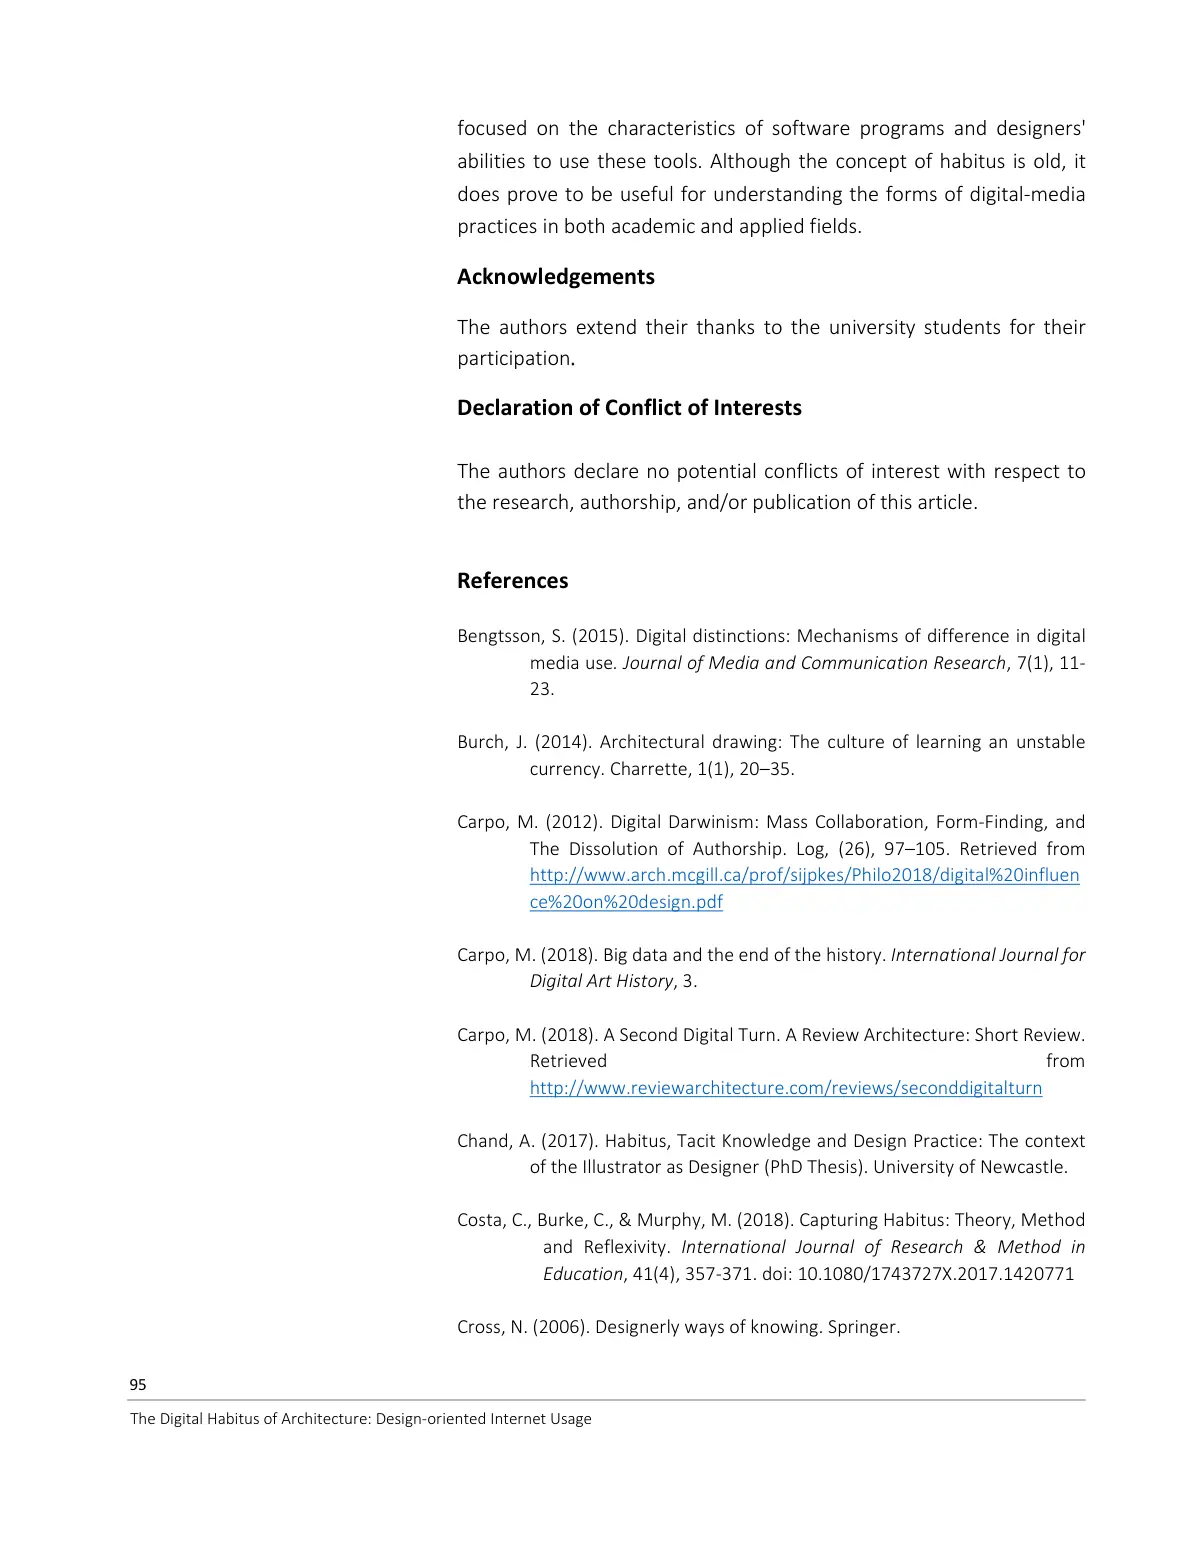 focused on the characteristics of software programs and designers'
abilities to use these tools. Although the concept of habitus is old, it
does prove to be useful for understanding the forms of digital-media
practices in both academic and applied fields.
Acknowledgements
The authors extend their thanks to the university students for their
participation.
Declaration of Conflict of Interests
The authors declare no potential conflicts of interest with respect to
the research, authorship, and/or publication of this article.
References
Bengtsson, S. (2015). Digital distinctions: Mechanisms of difference in digital
media use. Journal of Media and Communication Research, 7(1), 11-
23.
Burch, J. (2014). Architectural drawing: The culture of learning an unstable
currency. Charrette, 1(1), 20–35.
Carpo, M. (2012). Digital Darwinism: Mass Collaboration, Form-Finding, and
The Dissolution of Authorship. Log, (26), 97–105. Retrieved from
http://www.arch.mcgill.ca/prof/sijpkes/Philo2018/digital%20influen
ce%20on%20design.pdf
Carpo, M. (2018). Big data and the end of the history. International Journal for
Digital Art History, 3.
Carpo, M. (2018). A Second Digital Turn. A Review Architecture: Short Review.
Retrieved from
http://www.reviewarchitecture.com/reviews/seconddigitalturn
Chand, A. (2017). Habitus, Tacit Knowledge and Design Practice: The context
of the Illustrator as Designer (PhD Thesis). University of Newcastle.
Costa, C., Burke, C., & Murphy, M. (2018). Capturing Habitus: Theory, Method
and Reflexivity. International Journal of Research & Method in
Education, 41(4), 357-371. doi: 10.1080/1743727X.2017.1420771
Cross, N. (2006). Designerly ways of knowing. Springer.
95
The Digital Habitus of Architecture: Design-oriented Internet Usage